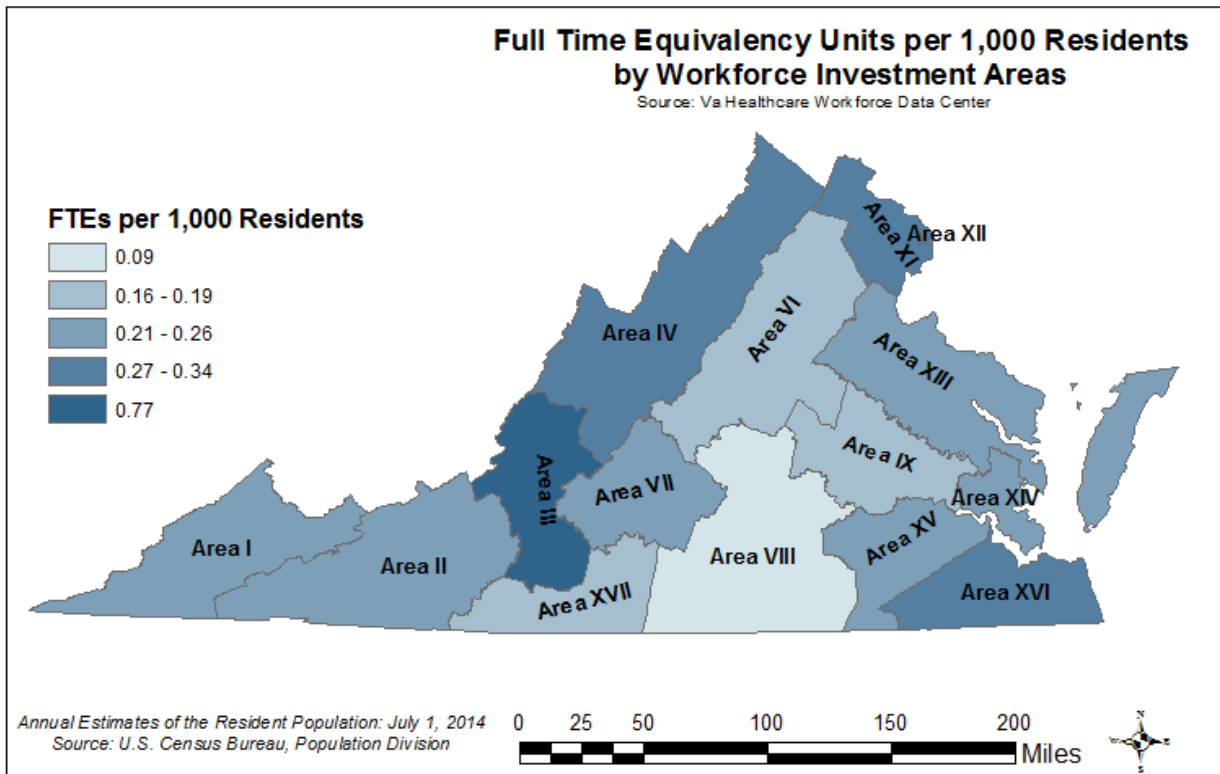 Full Time Equivalency Units per 1,000 Residents
by Workforce Investment Areas
Source: Va Healthcare Workforce Data Center
FTEs per 1,000 Residents
0.09
0.16 - 0.19
0.21 - 0.26
0.27 - 0.34
0.77
Area XII
Area XI
Area IV
Area VI
Area XIII
Area III
Area VII
Area IX
Area XIV
Area I
Area II
Area VIII
Area XV
Area XVII
Area XVI
Annual Estimates of the Resident Population: July 1, 2014
Source: U.S. Census Bureau, Population Division
0 25 50 100 150 200
Miles
N
W E
S